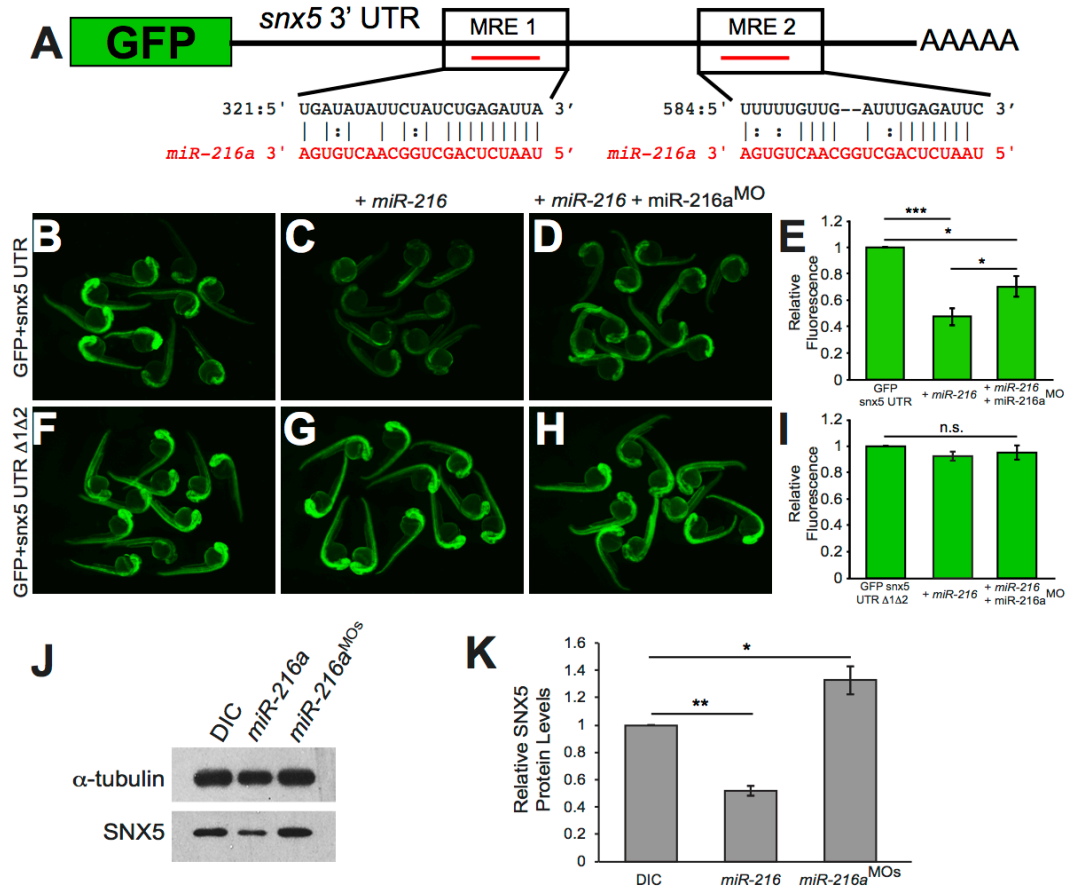 A
GFP
snx5 3' UTR
MRE 1
MRE 2
AAAAA
321:5' UGAUAUAUUCUAUCUGAGAUUA 3’
miR-216a 3' AGUGUCAACGGUCGACUCUAAU 5’
584:5' UUUUUGUUG--AUUUGAGAUUC 3’
miR-216a 3' AGUGUCAACGGUCGACUCUAAU 5'
+ miR-216
+ miR-216 + miR-216aMO
GFP+snx5 UTR
B
C
D
E
Relative Fluorescence
1.2
1
0.8
0.6
0.4
0.2
0
***
*
*
GFP snx5 UTR
+ miR-216
+ miR-216 + miR-216aMO
GFP+snx5 UTR Δ1Δ2
F
G
H
I
Relative Fluorescence
1.2
1
0.8
0.6
0.4
0.2
0
n.s.
GFP snx5 UTR Δ1Δ2
+ miR-216
+ miR-216 + miR-216aMO
J
DIC
miR-216a
miR-216aMOs
α-tubulin
SNX5
K
Relative SNX5 Protein Levels
1.6
1.4
1.2
1
0.8
0.6
0.4
0.2
0
*
**
DIC
miR-216
miR-216aMOs